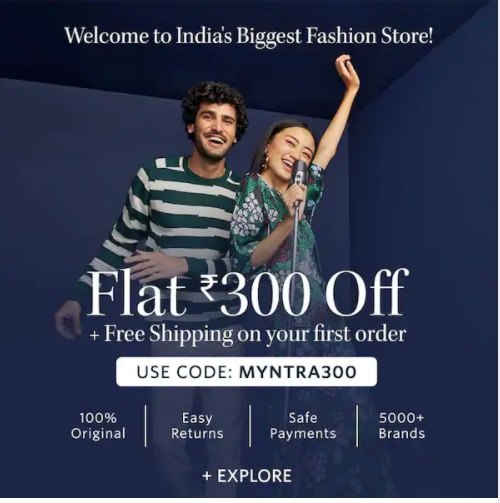 Welcome to India's Biggest Fashion Store!
Flat ₹300 Off
+ Free Shipping on your first order
USE CODE: MYNTRA300
100% Original
Easy Returns
Safe Payments
5000+ Brands
+ EXPLORE